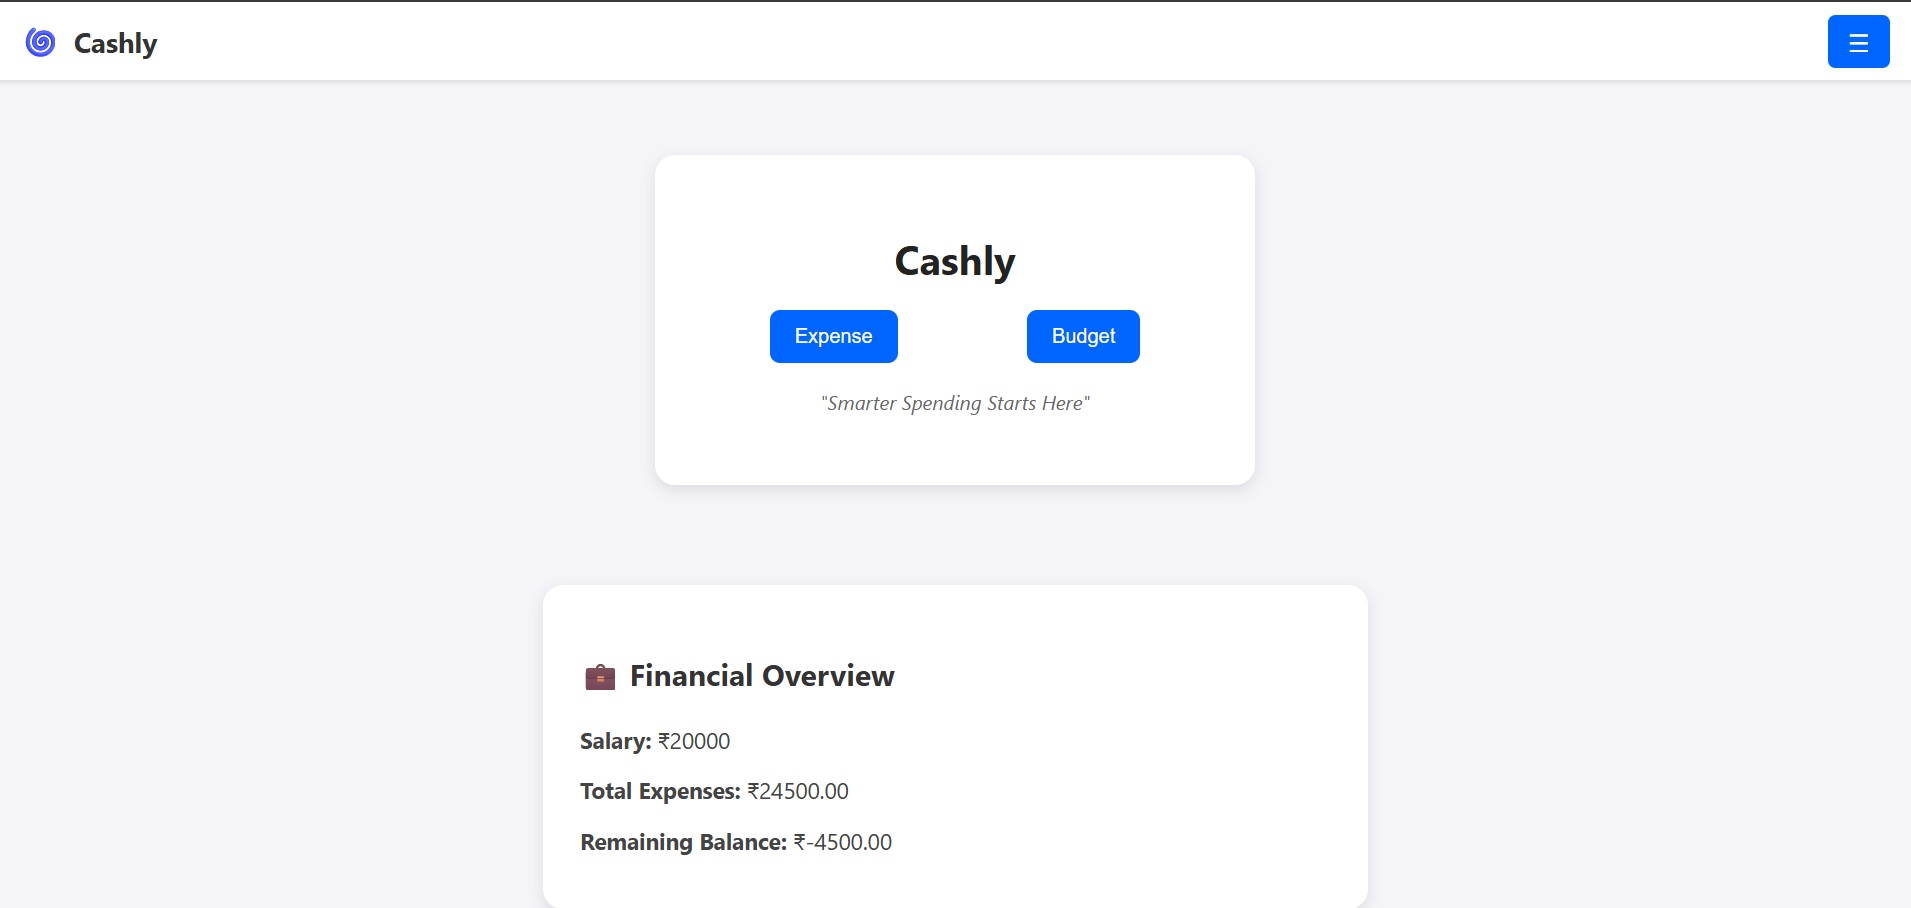 Cashly
☰
Cashly
Expense
Budget
"Smarter Spending Starts Here"
Financial Overview
Salary: ₹20000
Total Expenses: ₹24500.00
Remaining Balance: ₹-4500.00